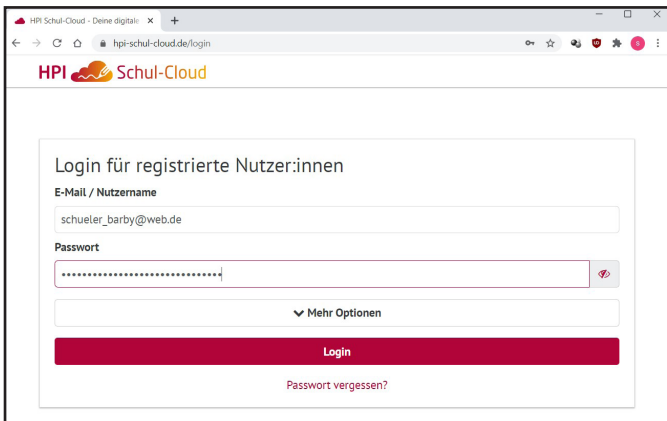 HPI Schul-Cloud - Deine digitale
hpi-schul-cloud.de/login
S
HPI Schul-Cloud
Login für registrierte Nutzer:innen
E-Mail / Nutzername
schueler_barby@web.de
Passwort
•••••••••••••••••••••••••••••••
Mehr Optionen
Login
Passwort vergessen?